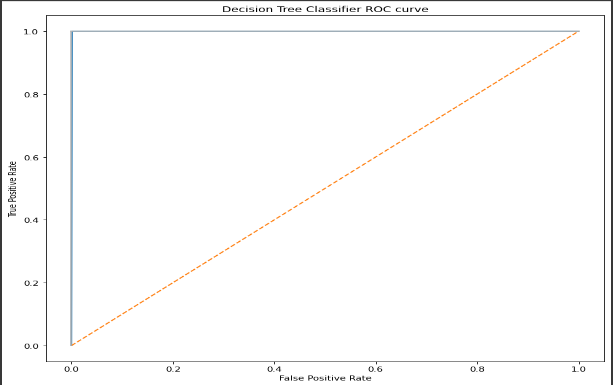 Decision Tree Classifier ROC curve
1.0
0.8
0.6
0.4
0.2
0.0
True Positive Rate
0.0 0.2 0.4 0.6 0.8 1.0
False Positive Rate